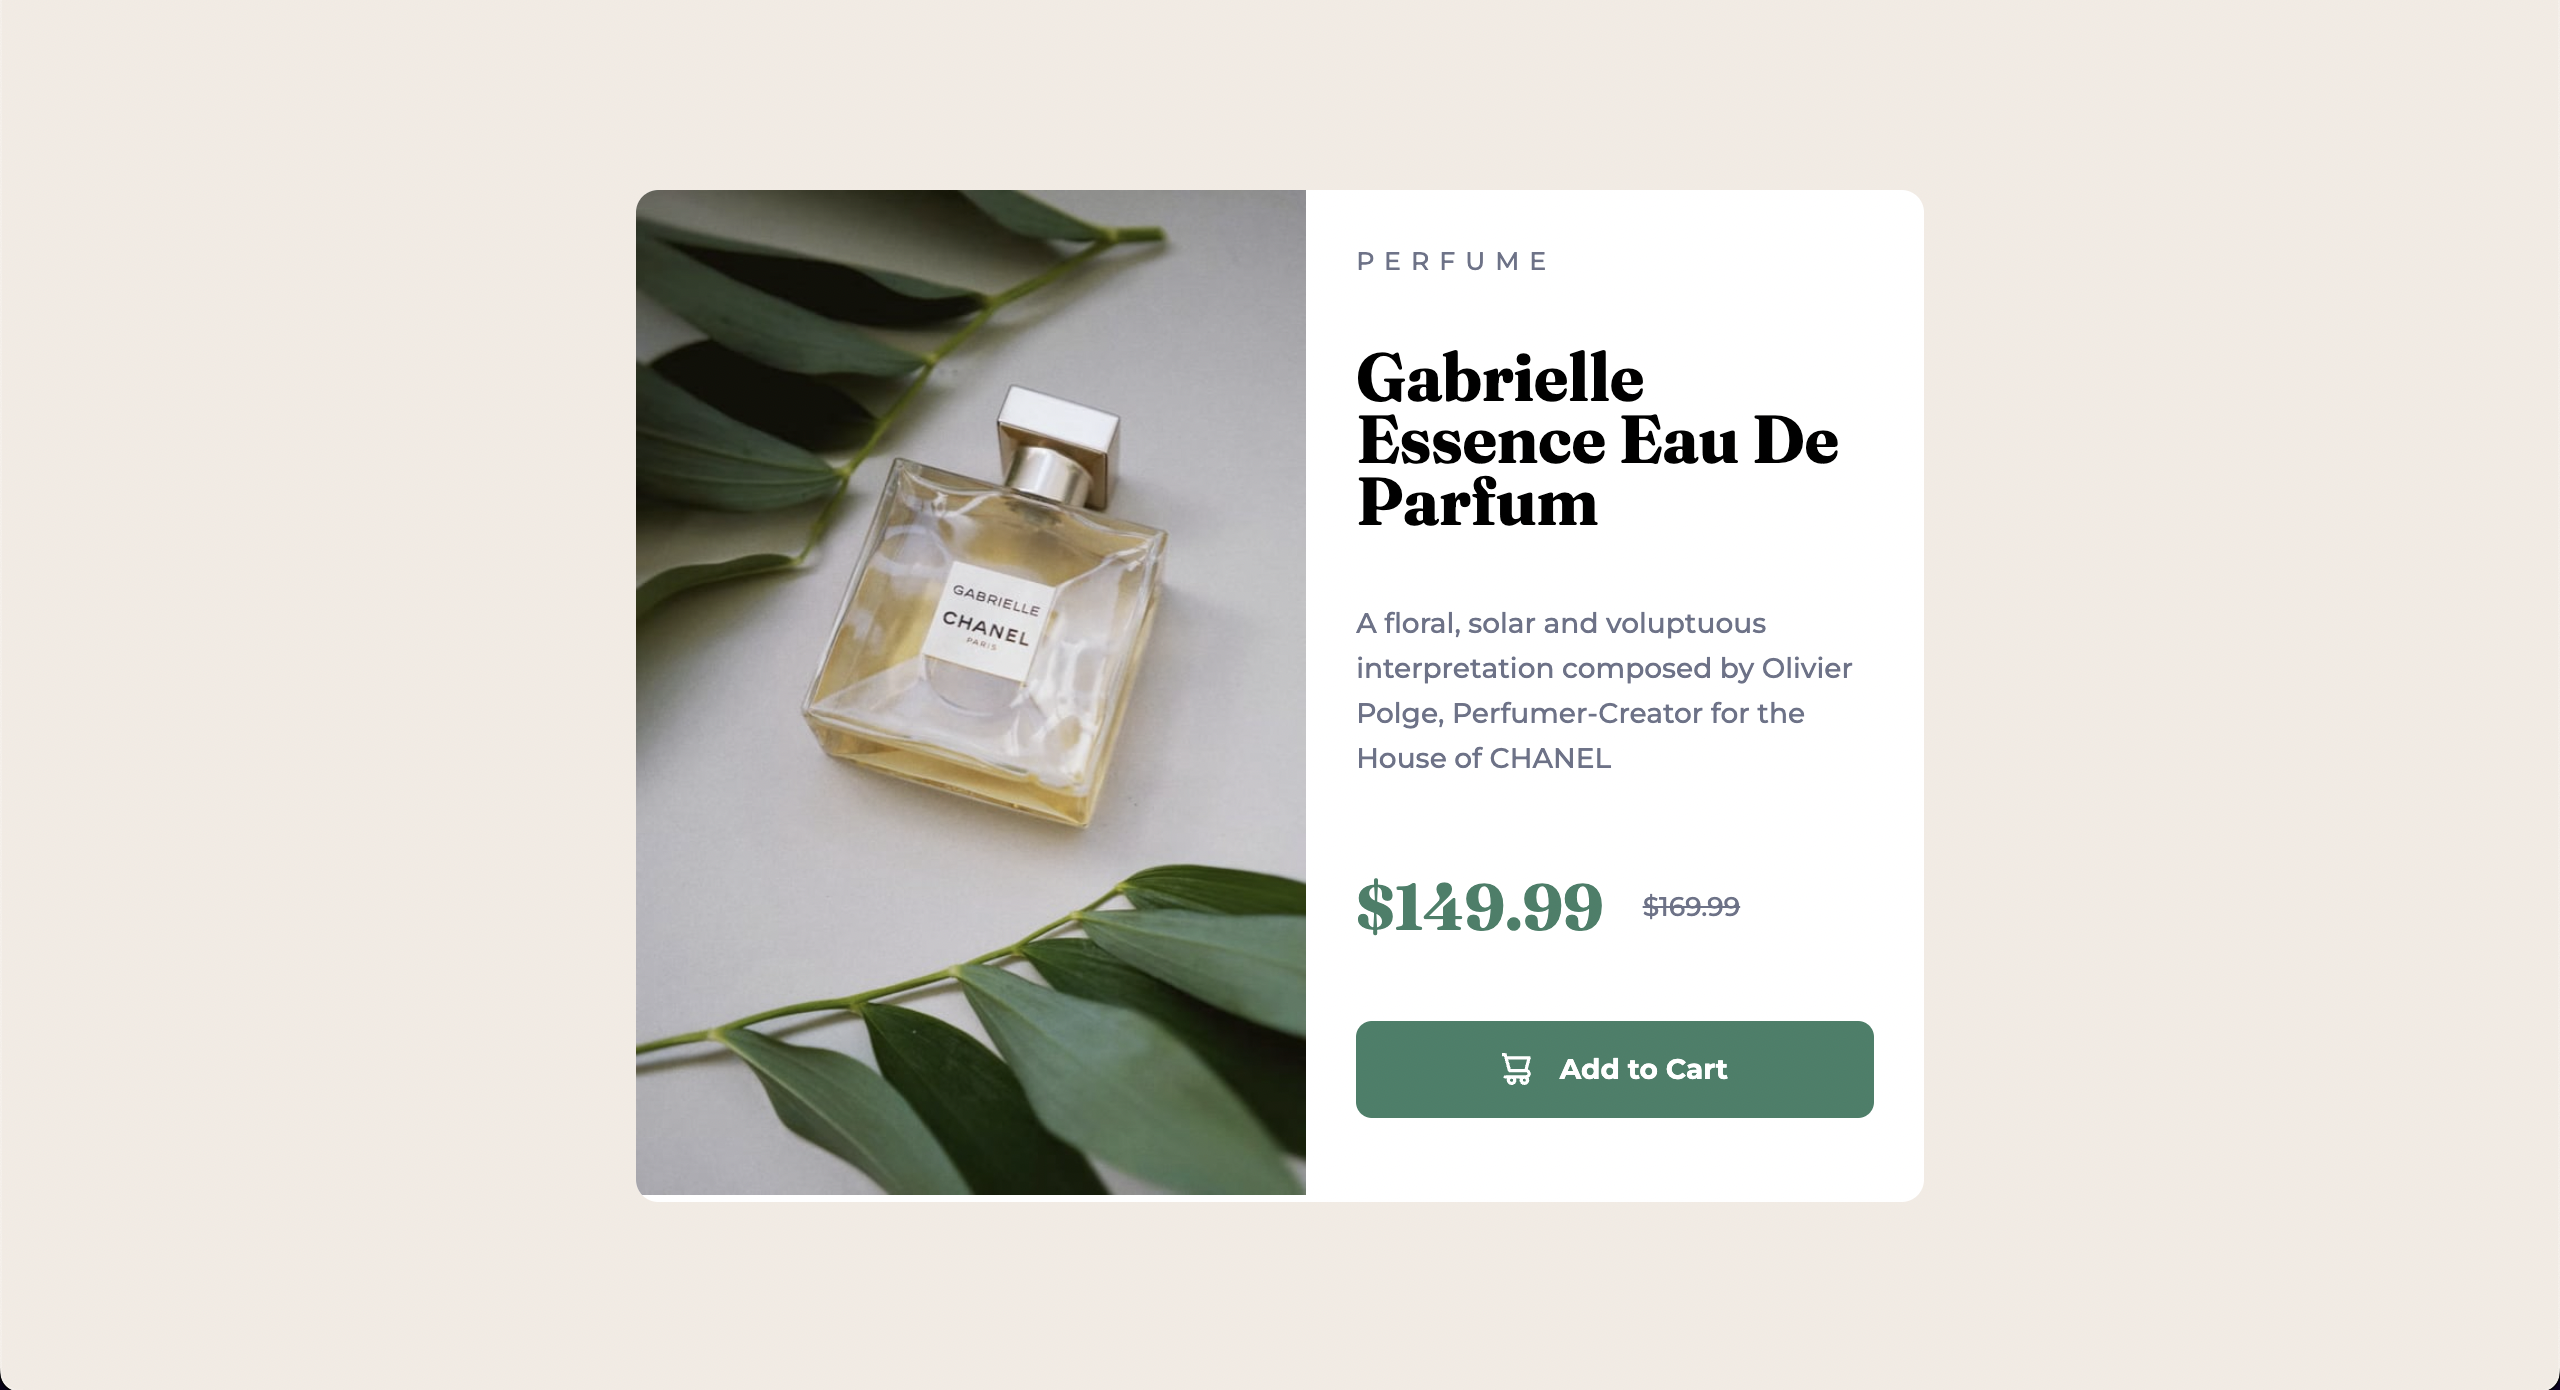 GABRIELLE
CHANEL
PARIS
PERFUME
Gabrielle
Essence Eau De
Parfum
A floral, solar and voluptuous
interpretation composed by Olivier
Polge, Perfumer-Creator for the
House of CHANEL
$149.99 $169.99
Add to Cart